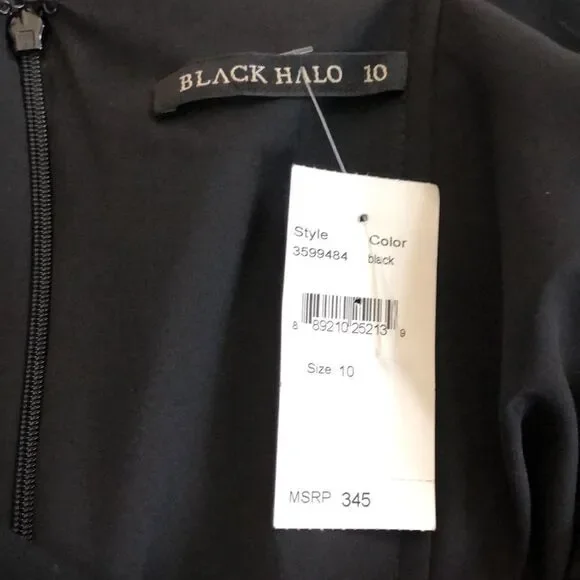 BLACK HALO 10
Style Color
3599484 black
8 89210 25213 9
Size 10
MSRP 345